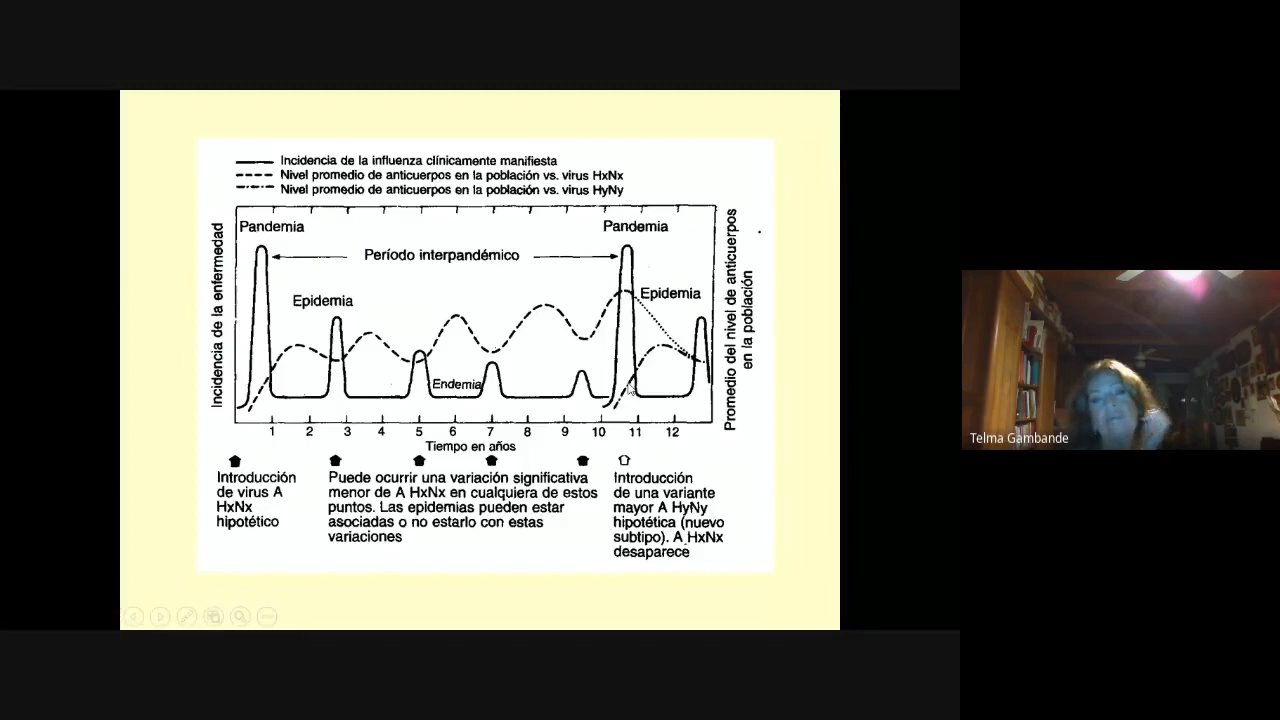 Incidencia de la influenza clínicamente manifiesta
Nivel promedio de anticuerpos en la población vs. virus HxNx
Nivel promedio de anticuerpos en la población vs. virus HyNy
Incidencia de la enfermedad
Pandemia
Pandemia
Período interpandémico
Epidemia
Epidemia
Endemia
Promedio del nivel de anticuerpos
en la población
1 2 3 4 5 6 7 8 9 10 11 12
Tiempo en años
Introducción
de virus A
HxNx
hipotético
Puede ocurrir una variación significativa
menor de A HxNx en cualquiera de estos
puntos. Las epidemias pueden estar
asociadas o no estarlo con estas
variaciones
Introducción
de una variante
mayor A HyNy
hipotética (nuevo
subtipo). A HxNx
desaparece
Telma Gambande